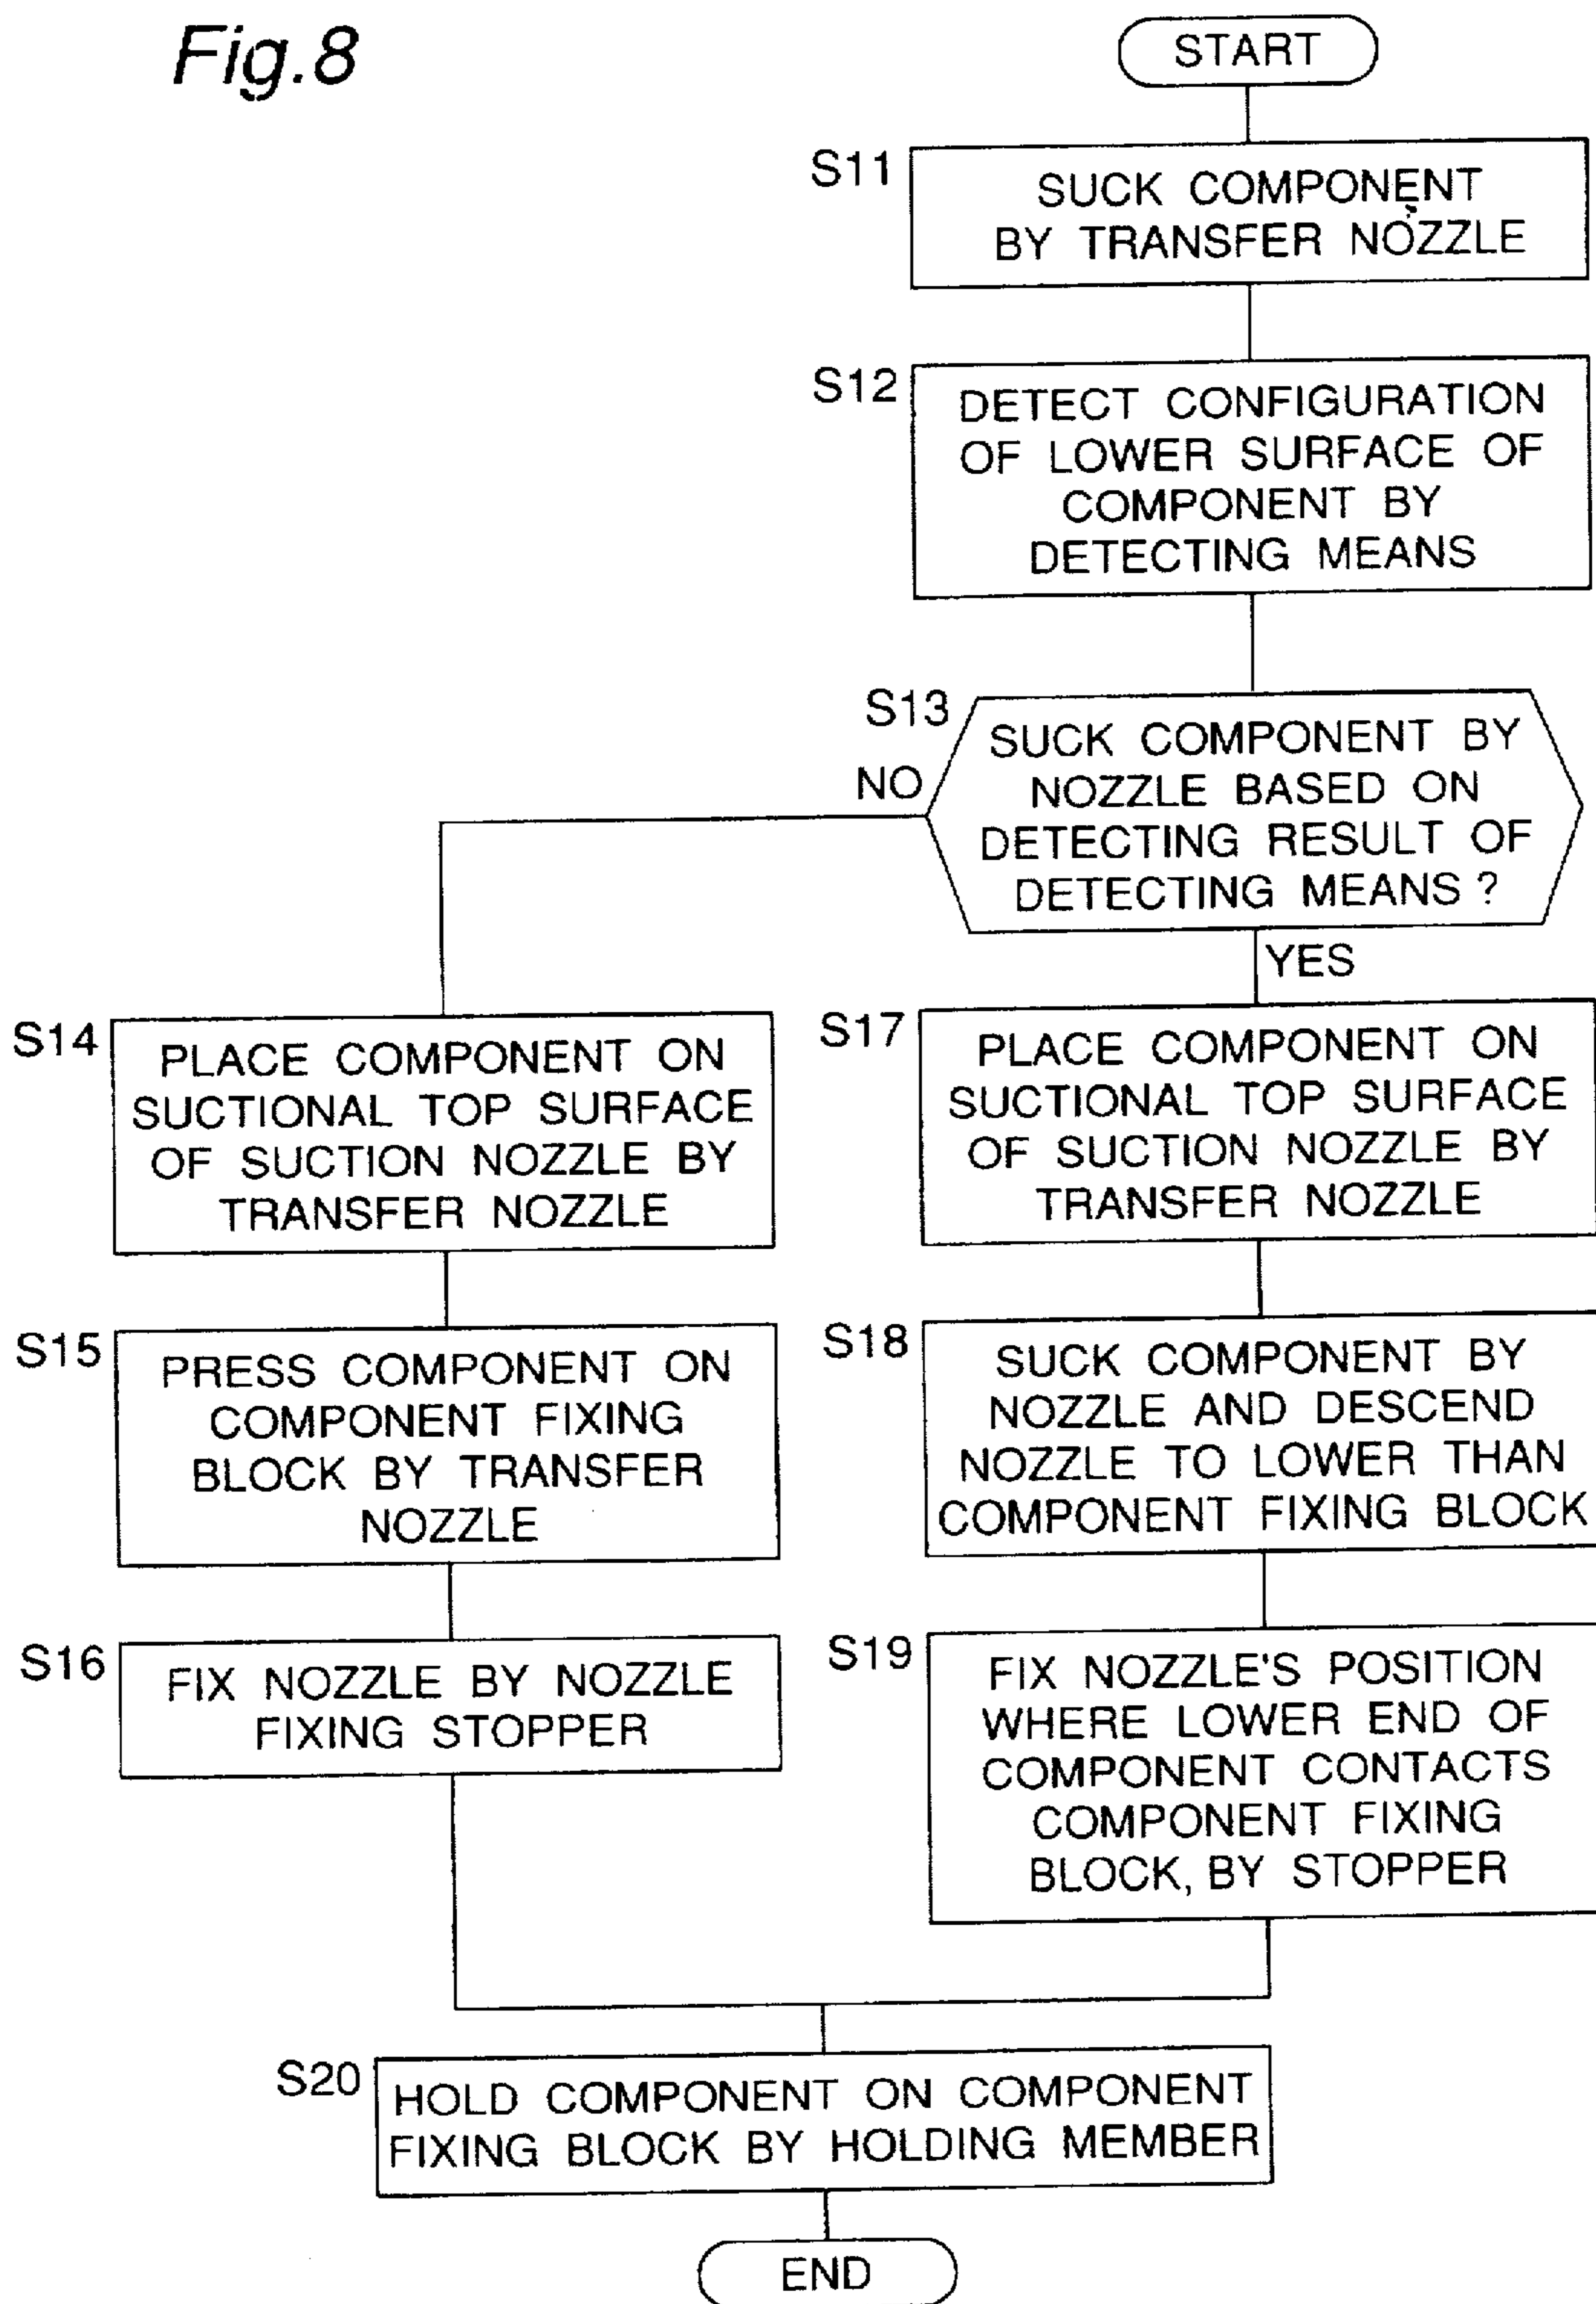 Fig.8
START
S11
SUCK COMPONENT
BY TRANSFER NOZZLE
S12
DETECT CONFIGURATION
OF LOWER SURFACE OF
COMPONENT BY
DETECTING MEANS
S13
SUCK COMPONENT BY
NOZZLE BASED ON
DETECTING RESULT OF
DETECTING MEANS ?
NO
YES
S14
PLACE COMPONENT ON
SUCTIONAL TOP SURFACE
OF SUCTION NOZZLE BY
TRANSFER NOZZLE
S15
PRESS COMPONENT ON
COMPONENT FIXING
BLOCK BY TRANSFER
NOZZLE
S16
FIX NOZZLE BY NOZZLE
FIXING STOPPER
S17
PLACE COMPONENT ON
SUCTIONAL TOP SURFACE
OF SUCTION NOZZLE BY
TRANSFER NOZZLE
S18
SUCK COMPONENT BY
NOZZLE AND DESCEND
NOZZLE TO LOWER THAN
COMPONENT FIXING BLOCK
S19
FIX NOZZLE'S POSITION
WHERE LOWER END OF
COMPONENT CONTACTS
COMPONENT FIXING
BLOCK, BY STOPPER
S20
HOLD COMPONENT ON COMPONENT
FIXING BLOCK BY HOLDING MEMBER
END